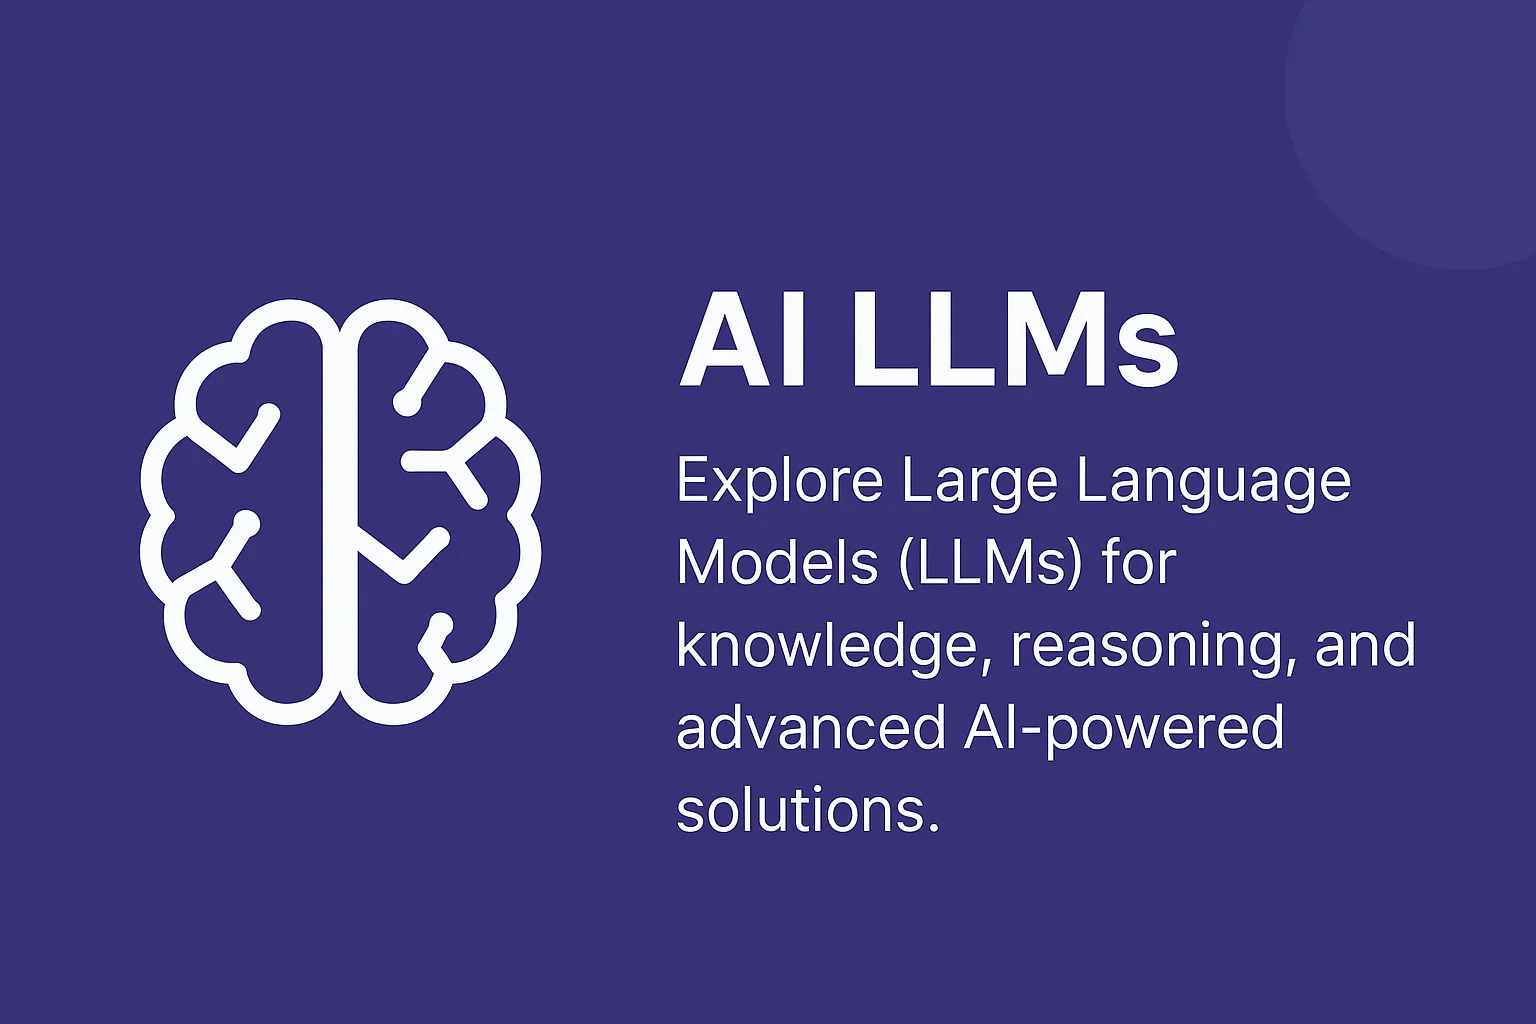 AI LLMs
Explore Large Language
Models (LLMs) for
knowledge, reasoning, and
advanced AI-powered
solutions.